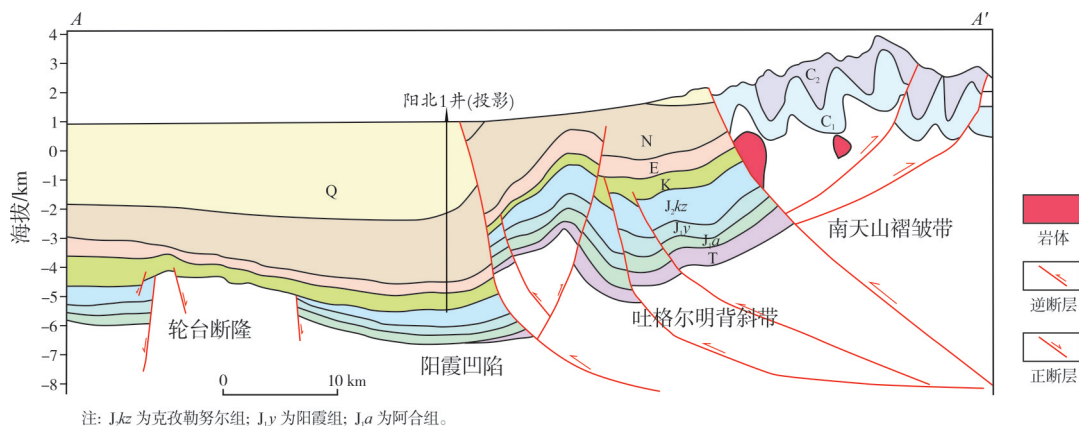 A
A′
海拔/km
4
3
2
1
0
−1
−2
−3
−4
−5
−6
−7
−8
阳北1井(投影)
Q
N
E
K
J₂kz
J₁y
J₁a
T
C₂
C₁
轮台断隆
阳霞凹陷
吐格尔明背斜带
南天山褶皱带
0 10 km
岩体
逆断层
正断层
注: J₂kz 为克孜勒努尔组; J₁y 为阳霞组; J₁a 为阿合组。